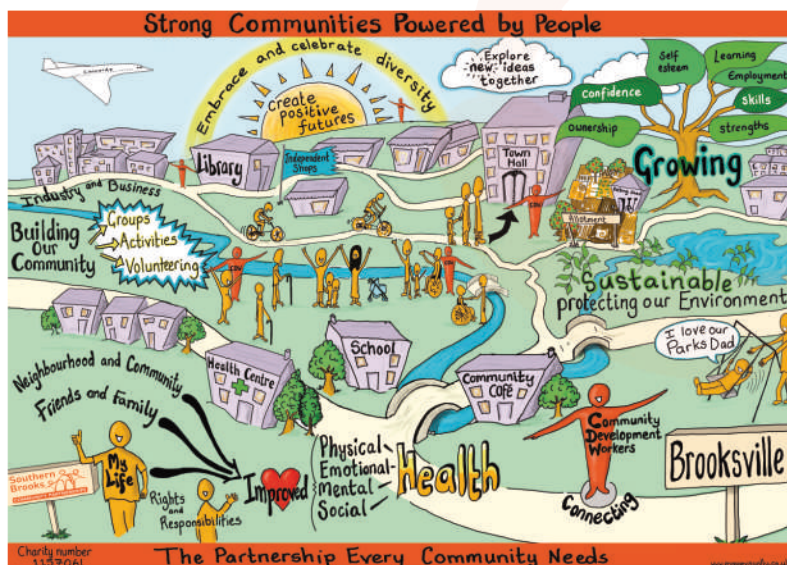 Strong Communities Powered by People
Embrace and celebrate diversity
create
positive
futures
Explore
new ideas
together
Self
esteem
Learning
Employment
Confidence
skills
ownership
strengths
Growing
Library
Independent
Shops
Town
Hall
Allotment
Industry and Business
Building
Our
Community
Groups
Activities
Volunteering
CDW
CDW
CDW
Sustainable
protecting our Environment
I love our
Parks Dad
School
Health Centre
Community
Café
Neighbourhood and Community
Friends and Family
My
Life
Rights
and
Responsibilities
Improved
Physical
Emotional
Mental
Social
Health
Community
Development
Workers
Connecting
Brooksville
Southern
Brooks
Charity number
The Partnership Every Community Needs